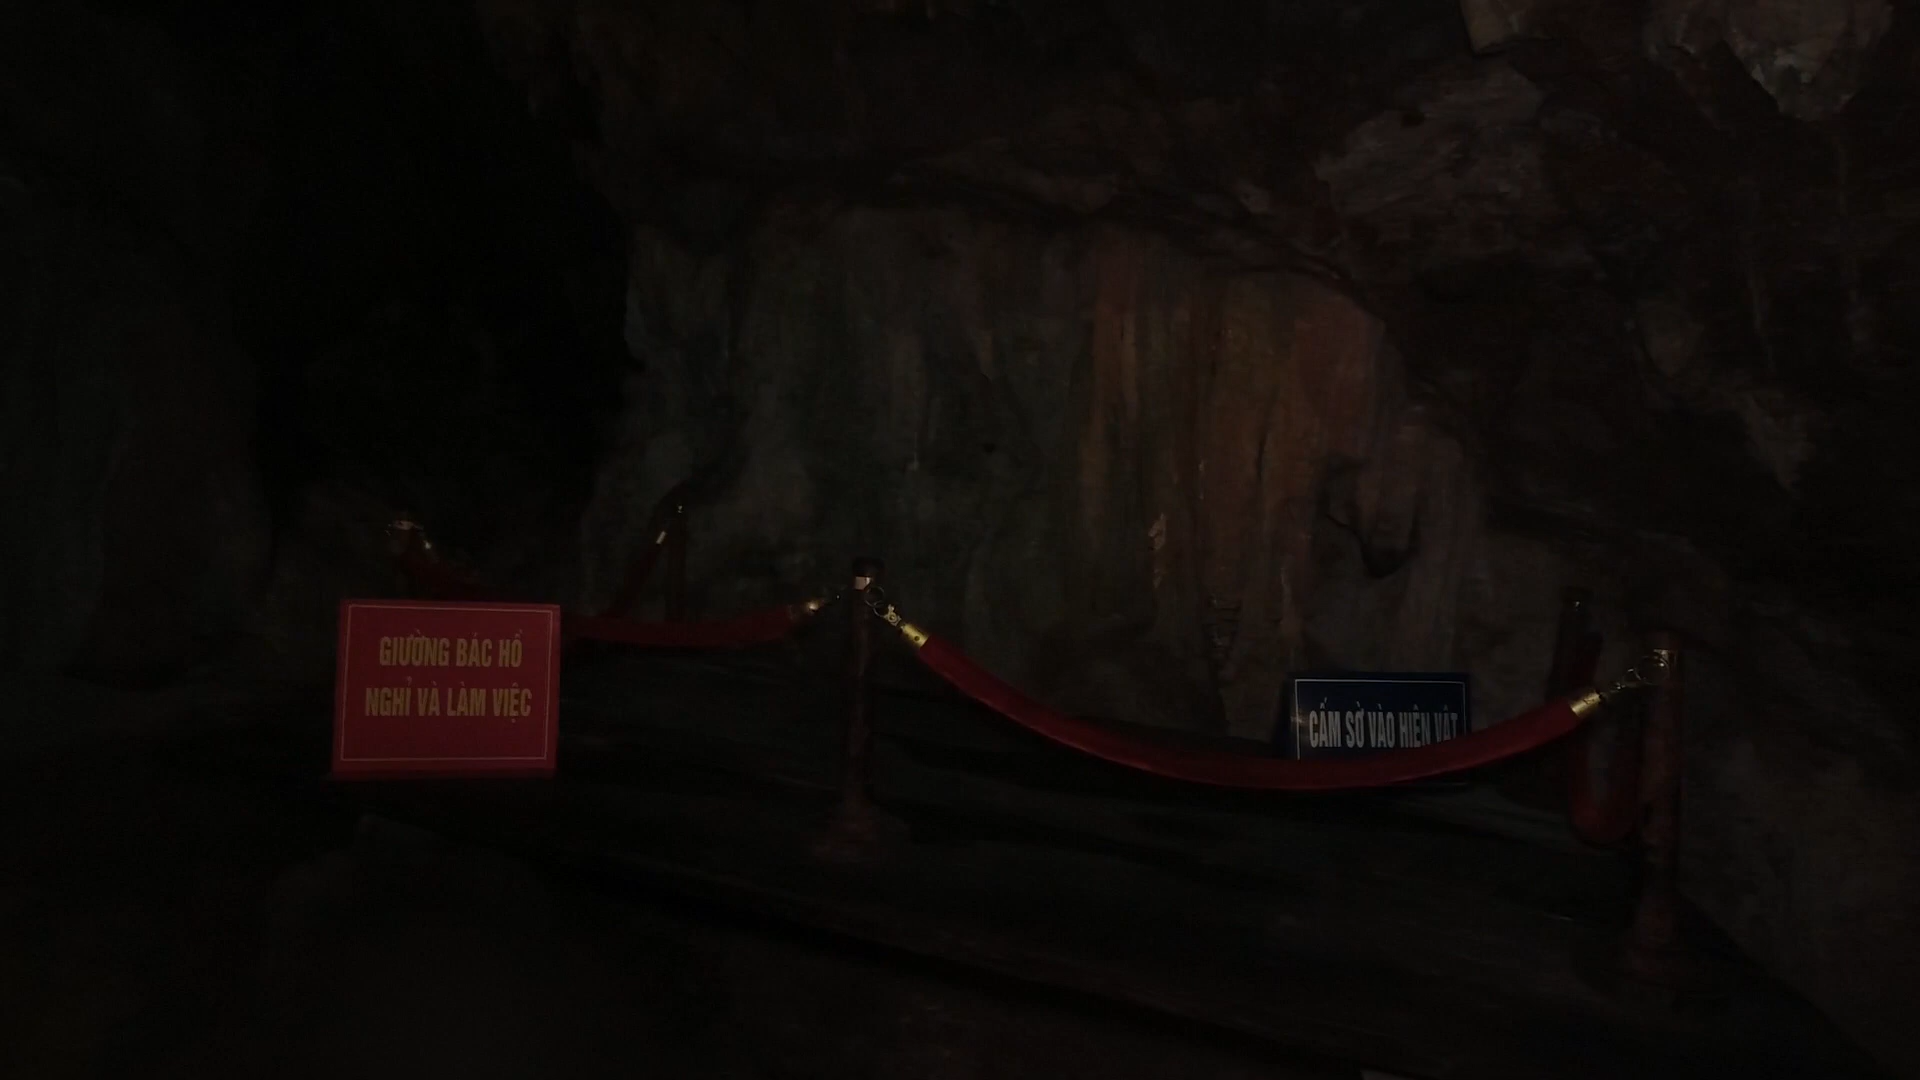 GIƯỜNG BÁC HỒ
NGHỈ VÀ LÀM VIỆC
CẤM SỜ VÀO HIỆN VẬT